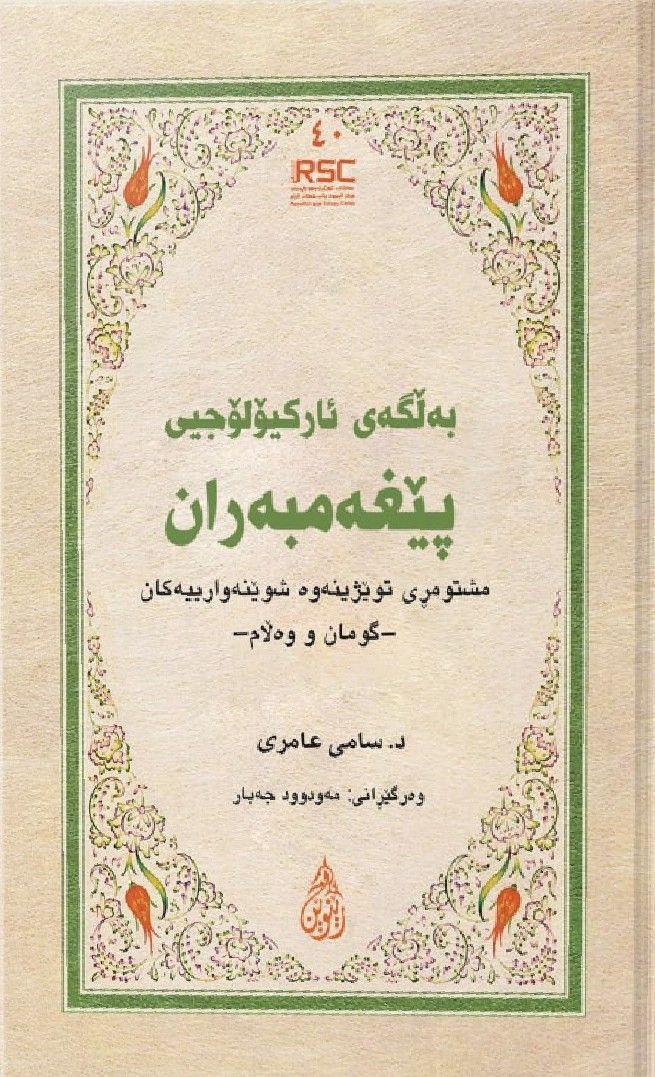 ٤٠
RSC
بەڵگەی ئارکیۆلۆجیی
پێغەمبەران
مشتومڕی توێژینەوە شوێنەوارییەکان
-گومان و وەڵام-
د. سامی عامری
وەرگێڕانی: مەودوود جەبار